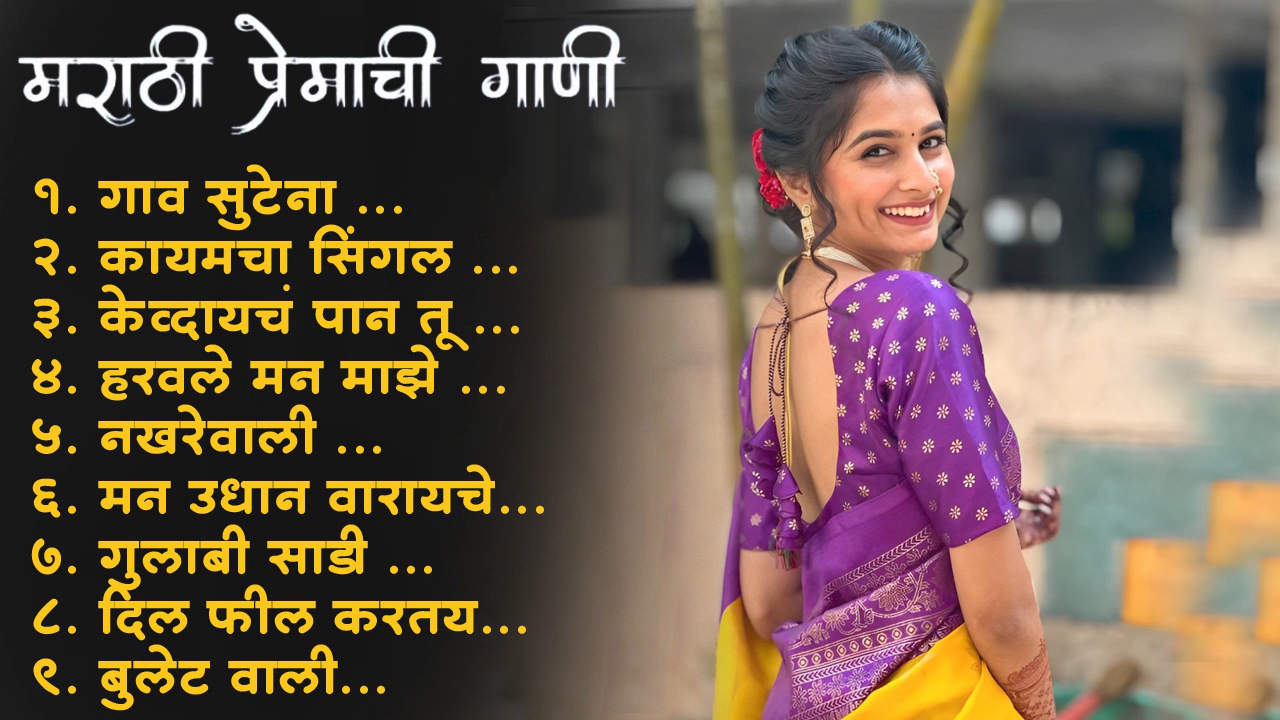 मराठी प्रेमाची गाणी
१. गाव सुटेना ...
२. कायमचा सिंगल ...
३. केव्दायचं पान तू ...
४. हरवले मन माझे ...
५. नखरेवाली ...
६. मन उधान वारायचे...
७. गुलाबी साडी ...
८. दिल फील करतय...
९. बुलेट वाली...